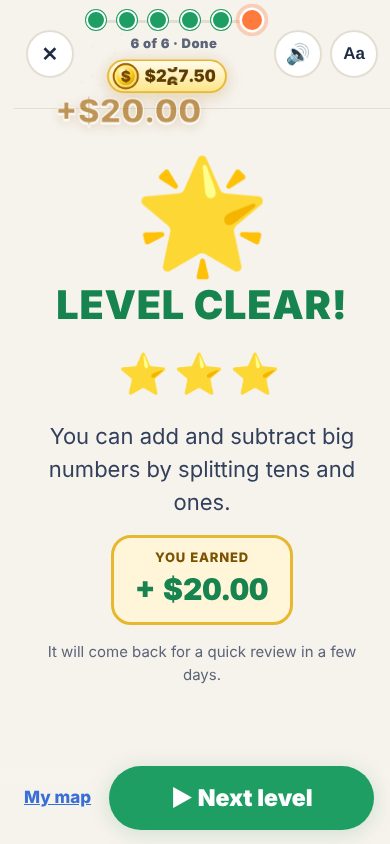 6 of 6 · Done
Aa
+$20.00
LEVEL CLEAR!
You can add and subtract big
numbers by splitting tens and
ones.
YOU EARNED
+ $20.00
It will come back for a quick review in a few
days.
My map
▶ Next level